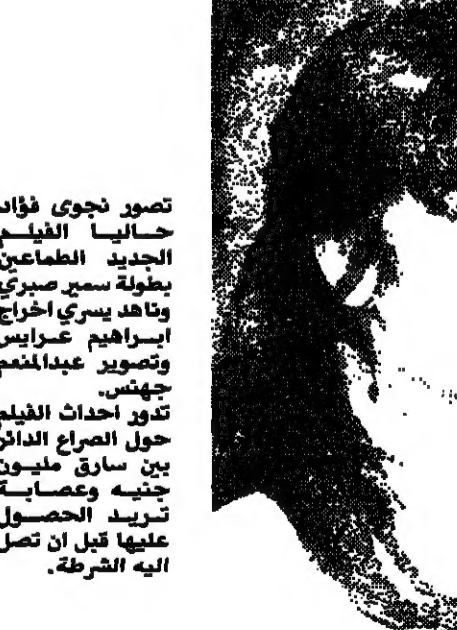 تصور نجوى فؤاد
حاليا الفيلم
الجديد الطماعين
بطولة سمير صبري
وناهد يسري اخراج
ابراهيم عرايس
وتصوير عبدالمنعم
جهنس.
تدور احداث الفيلم
حول الصراع الدائر
بين سارق مليون
جنيه وعصابة
تريد الحصول
عليها قبل ان تصل
اليه الشرطة.